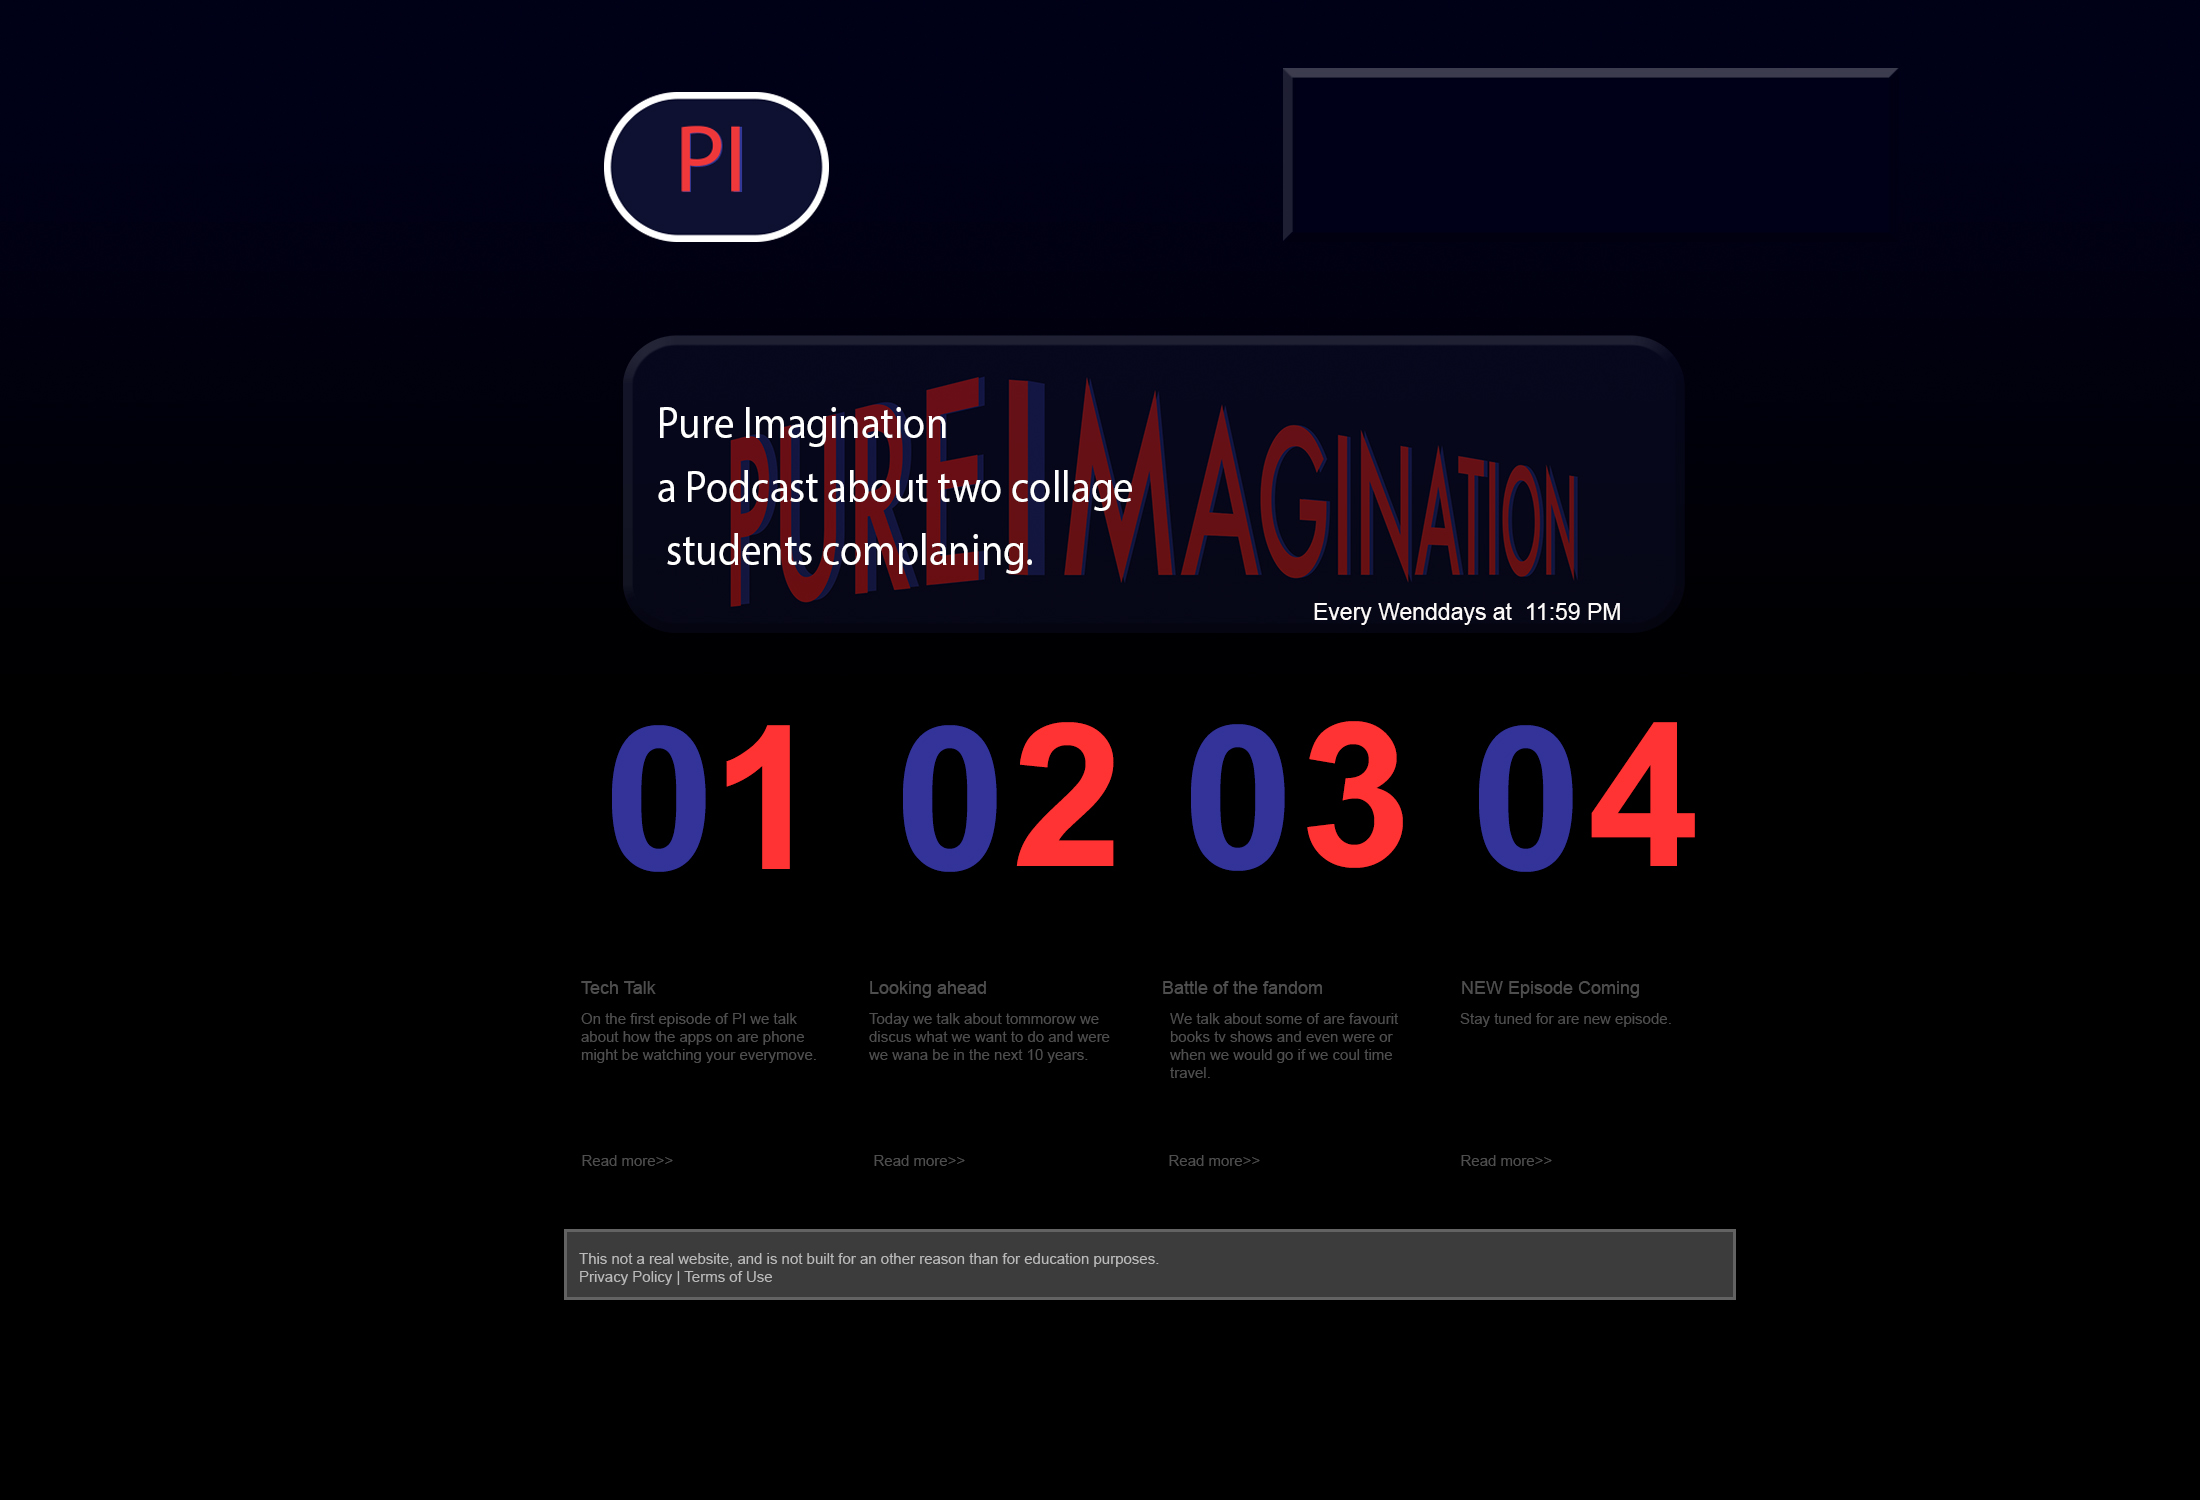 PI
PURE IMAGINATION
Pure Imagination
a Podcast about two collage
students complaning.
Every Wenddays at 11:59 PM
01 02 03 04
Tech Talk
On the first episode of PI we talk
about how the apps on are phone
might be watching your everymove.
Read more>>
Looking ahead
Today we talk about tommorow we
discus what we want to do and were
we wana be in the next 10 years.
Read more>>
Battle of the fandom
We talk about some of are favourit
books tv shows and even were or
when we would go if we coul time
travel.
Read more>>
NEW Episode Coming
Stay tuned for are new episode.
Read more>>
This not a real website, and is not built for an other reason than for education purposes.
Privacy Policy | Terms of Use